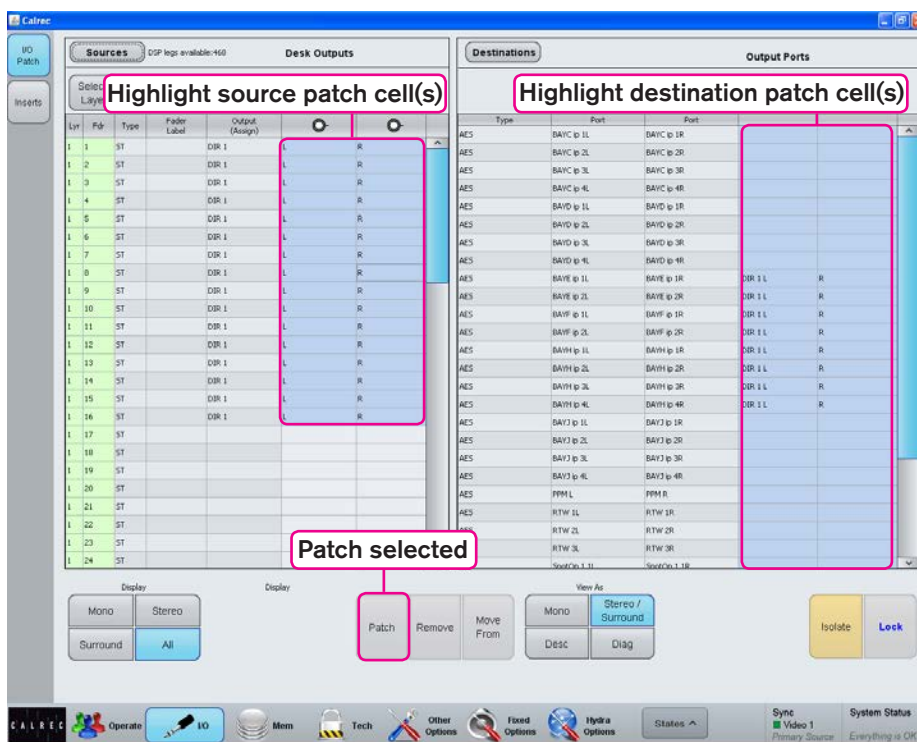 Calrec
I/O Patch
Inserts
Sources
DSP legs available:460
Desk Outputs
Destinations
Output Ports
Highlight source patch cell(s)
Highlight destination patch cell(s)
Lyr Fdr Type Fader Label Output (Assign)
1 1 ST DIR 1 L R
1 2 ST DIR 1 L R
1 3 ST DIR 1 L R
1 4 ST DIR 1 L R
1 5 ST DIR 1 L R
1 6 ST DIR 1 L R
1 7 ST DIR 1 L R
1 8 ST DIR 1 L R
1 9 ST DIR 1 L R
1 10 ST DIR 1 L R
1 11 ST DIR 1 L R
1 12 ST DIR 1 L R
1 13 ST DIR 1 L R
1 14 ST DIR 1 L R
1 15 ST DIR 1 L R
1 16 ST DIR 1 L R
1 17 ST
1 18 ST
1 19 ST
1 20 ST
1 21 ST
1 22 ST
1 23 ST
1 24 ST
Type Port Port
AES BAYC ip 1L BAYC ip 1R
AES BAYC ip 2L BAYC ip 2R
AES BAYC ip 3L BAYC ip 3R
AES BAYC ip 4L BAYC ip 4R
AES BAYD ip 1L BAYD ip 1R
AES BAYD ip 2L BAYD ip 2R
AES BAYD ip 3L BAYD ip 3R
AES BAYD ip 4L BAYD ip 4R
AES BAYE ip 1L BAYE ip 1R DIR 1 L R
AES BAYE ip 2L BAYE ip 2R DIR 1 L R
AES BAYF ip 1L BAYF ip 1R DIR 1 L R
AES BAYF ip 2L BAYF ip 2R DIR 1 L R
AES BAYH ip 1L BAYH ip 1R DIR 1 L R
AES BAYH ip 2L BAYH ip 2R DIR 1 L R
AES BAYH ip 3L BAYH ip 3R DIR 1 L R
AES BAYH ip 4L BAYH ip 4R DIR 1 L R
AES BAYJ ip 1L BAYJ ip 1R
AES BAYJ ip 2L BAYJ ip 2R
AES BAYJ ip 3L BAYJ ip 3R
AES BAYJ ip 4L BAYJ ip 4R
AES PPM L PPM R
AES RTW 1L RTW 1R
AES RTW 2L RTW 2R
RTW 3L RTW 3R
Patch selected
Display
Display
View As
Mono
Stereo
Surround
All
Patch
Remove
Move From
Mono
Stereo / Surround
Desc
Diag
Isolate
Lock
CALREC
Operate
I/O
Mem
Tech
Other Options
Fixed Options
Hydra Options
States
Sync
Video 1
Primary Source
System Status
Everything is OK